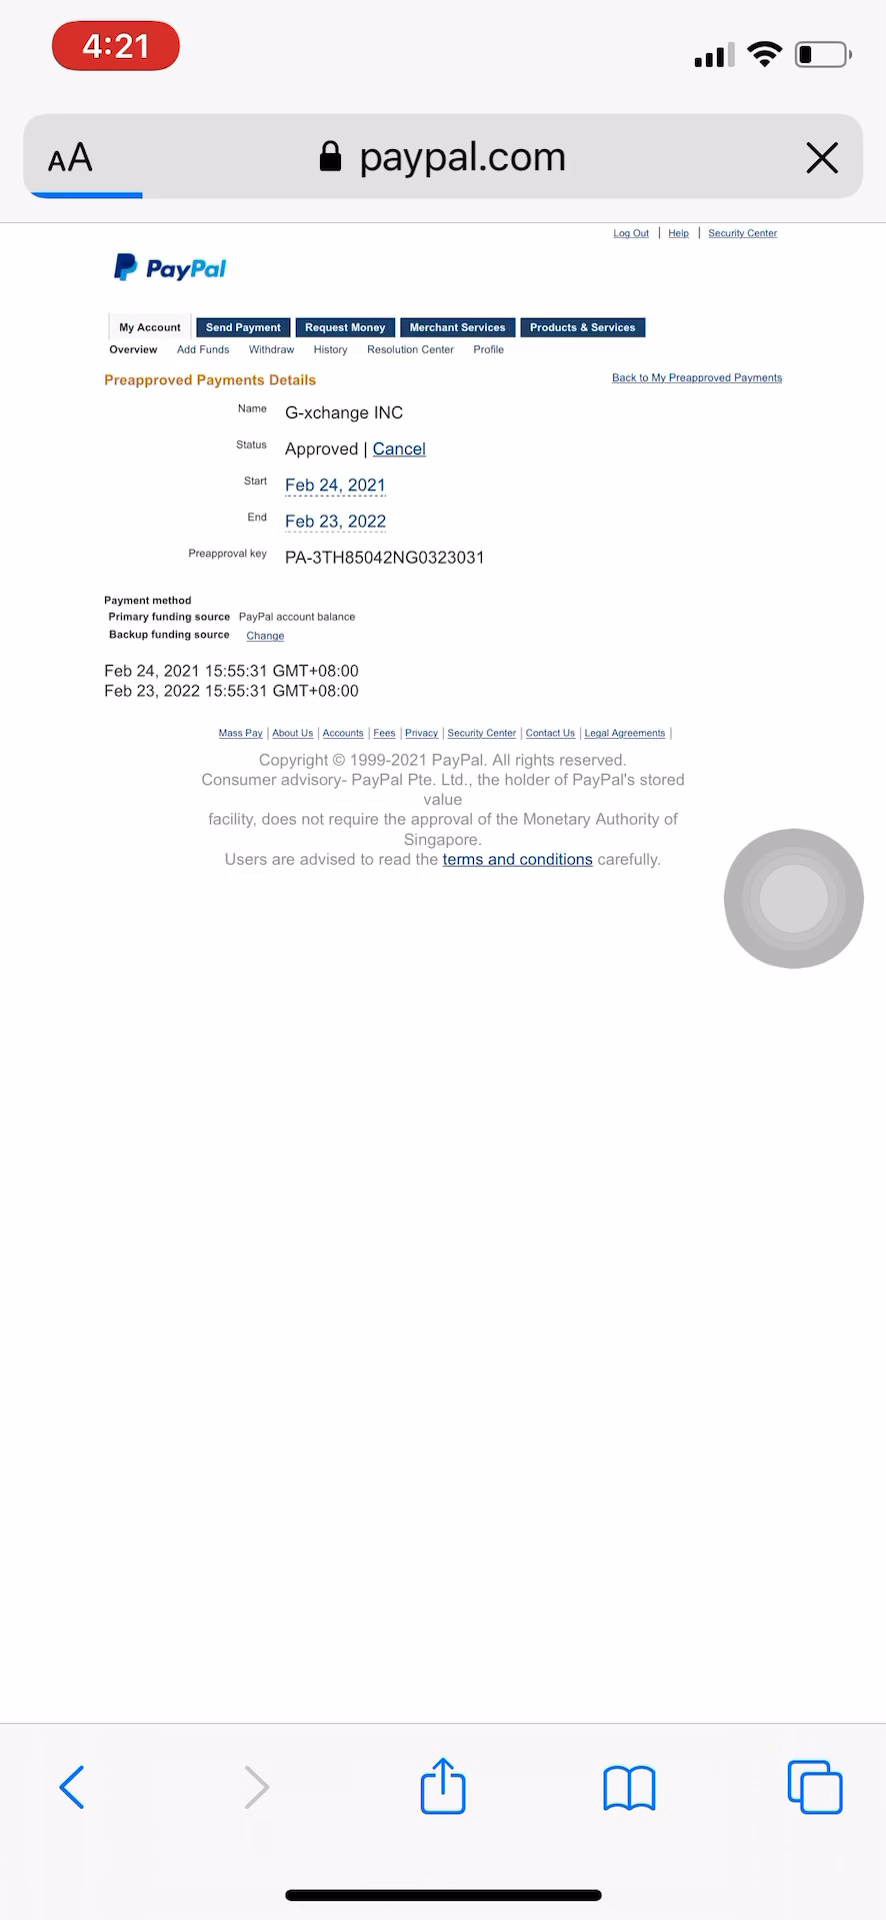 4:21
AA
paypal.com
Log Out | Help | Security Center
PayPal
My Account Send Payment Request Money Merchant Services Products & Services
Overview Add Funds Withdraw History Resolution Center Profile
Preapproved Payments Details Back to My Preapproved Payments
Name G-xchange INC
Status Approved | Cancel
Start Feb 24, 2021
End Feb 23, 2022
Preapproval key PA-3TH85042NG0323031
Payment method
Primary funding source PayPal account balance
Backup funding source Change
Feb 24, 2021 15:55:31 GMT+08:00
Feb 23, 2022 15:55:31 GMT+08:00
Mass Pay | About Us | Accounts | Fees | Privacy | Security Center | Contact Us | Legal Agreements |
Copyright © 1999-2021 PayPal. All rights reserved.
Consumer advisory- PayPal Pte. Ltd., the holder of PayPal's stored
value
facility, does not require the approval of the Monetary Authority of
Singapore.
Users are advised to read the terms and conditions carefully.